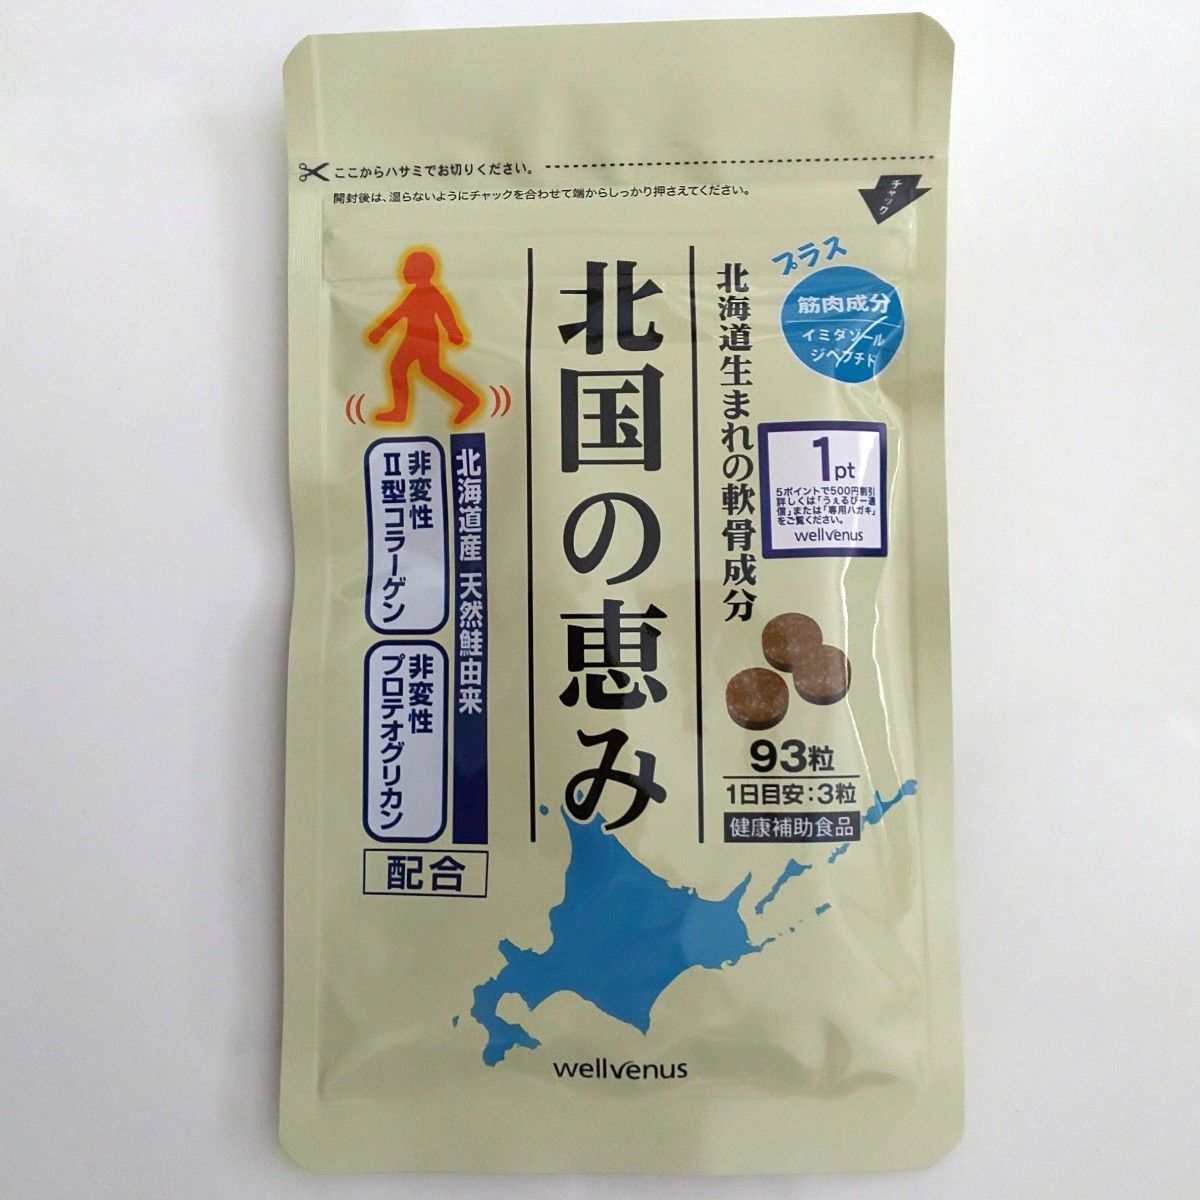 ここからハサミでお切りください。
開封後は、湿らないようにチャックを合わせて端からしっかり押さえてください。
チャック
プラス
筋肉成分
イミダゾール
ジペプチド
北海道生まれの軟骨成分
北国の恵み
1pt
5ポイントで500円割引
詳しくは「うぇるびー通
信」または「専用ハガキ」
をご覧ください。
wellvenus
北海道産 天然鮭由来
非変性
Ⅱ型コラーゲン
非変性
プロテオグリカン
配合
93粒
1日目安:3粒
健康補助食品
wellvenus